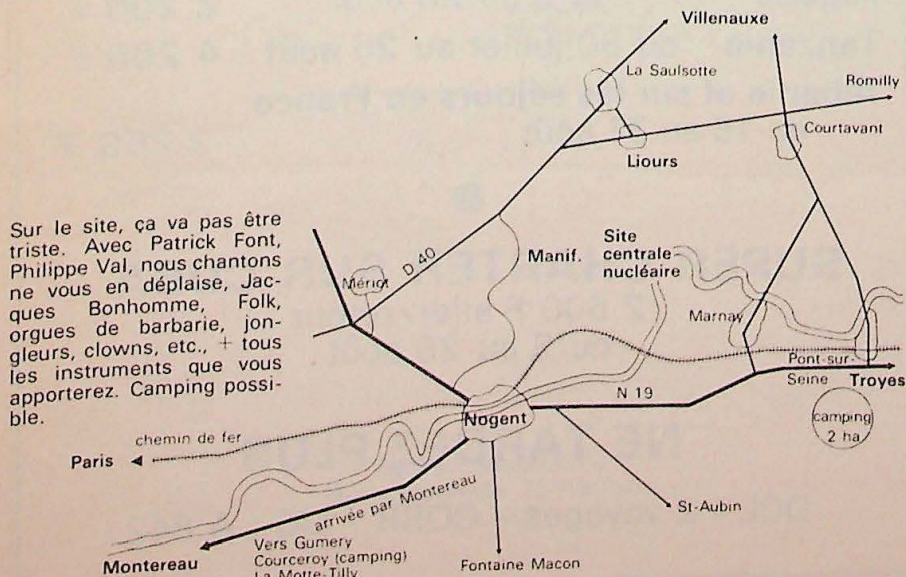 Villenauxe
La Saulsotte
Romilly
Courtavant
Liours
Sur le site, ça va pas être
triste. Avec Patrick Font,
Philippe Val, nous chantons
ne vous en déplaise, Jac-
ques Bonhomme, Folk,
orgues de barbarie, jon-
gleurs, clowns, etc., + tous
les instruments que vous
apporterez. Camping possi-
ble.
Mériot
D 40
Manif.
Site
centrale
nucléaire
Marnay
Pont-sur-
Seine
Troyes
N 19
Nogent
camping
2 ha
chemin de fer
Paris
St-Aubin
arrivée par Montereau
Vers Gumery
Courceroy (camping)
La Motte-Tilly
Montereau
Fontaine Macon